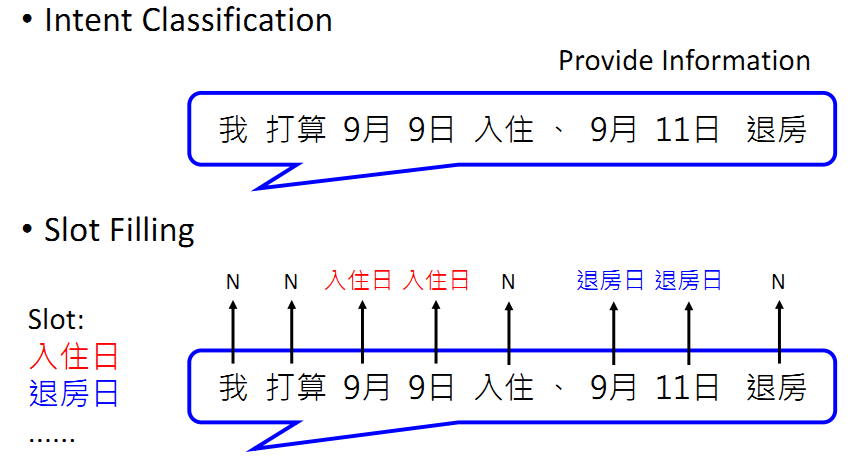 • Intent Classification
Provide Information
我 打算 9月 9日 入住 、 9月 11日 退房
• Slot Filling
N N 入住日 入住日 N 退房日 退房日 N
Slot:
入住日
退房日
......
我 打算 9月 9日 入住 、 9月 11日 退房